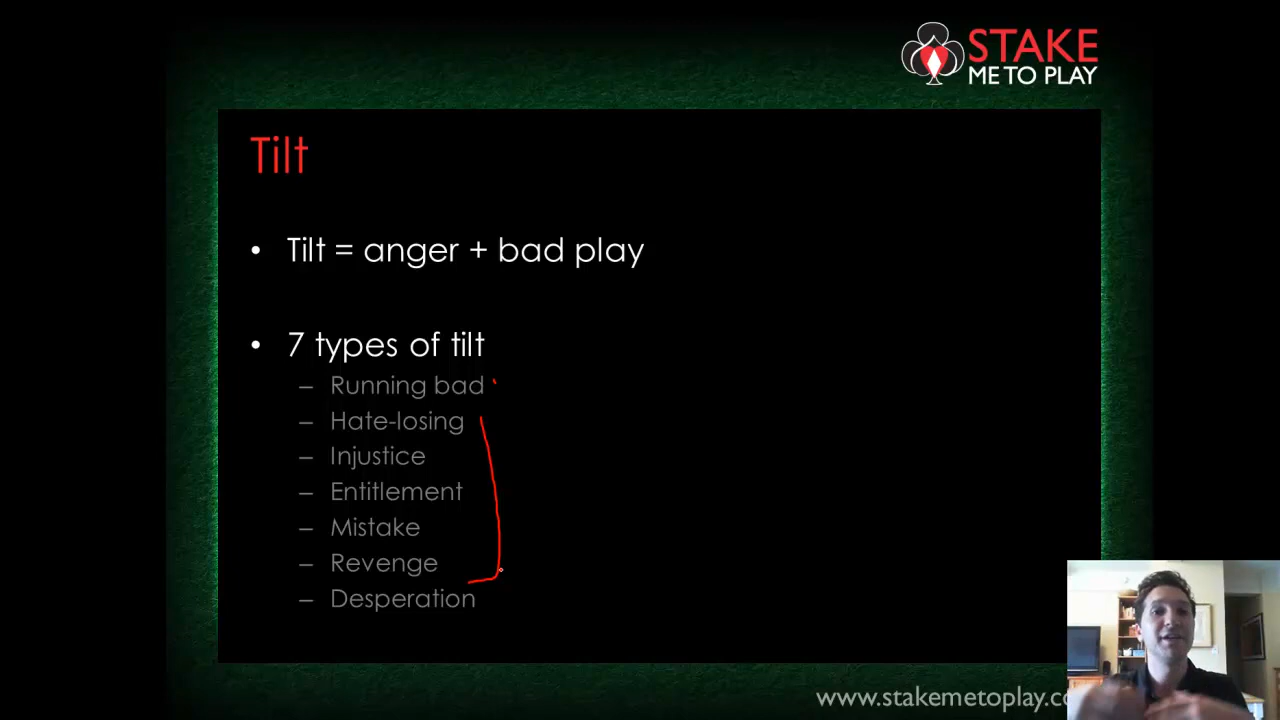 STAKE
ME TO PLAY
Tilt
• Tilt = anger + bad play
• 7 types of tilt
– Running bad
– Hate-losing
– Injustice
– Entitlement
– Mistake
– Revenge
– Desperation
www.stakemetoplay.co